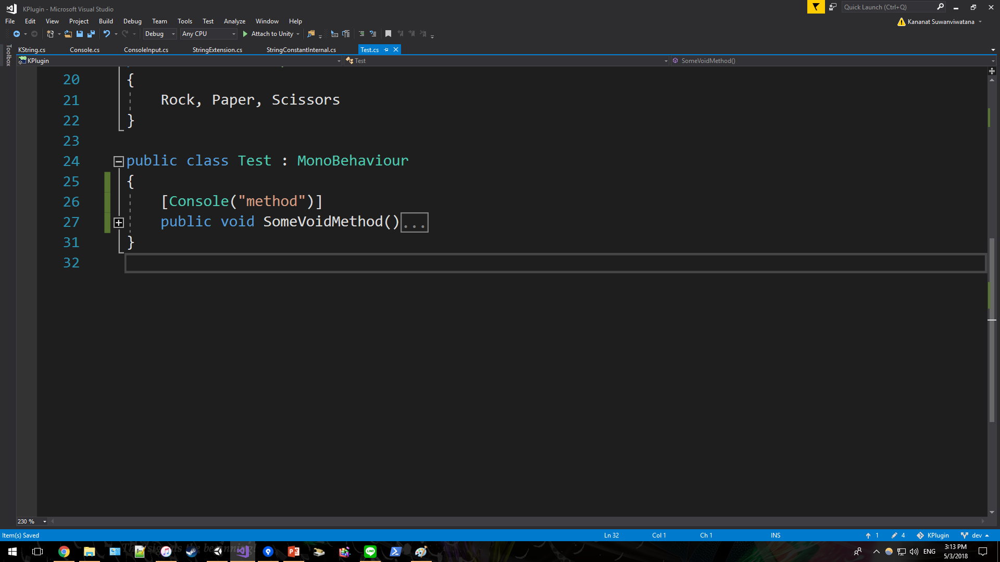 KPlugin - Microsoft Visual Studio
Quick Launch (Ctrl+Q)
File Edit View Project Build Debug Team Tools Test Analyze Window Help
Kananat Suwanviwatana
Debug Any CPU Attach to Unity
Toolbox
KString.cs Console.cs ConsoleInput.cs StringExtension.cs StringConstantInternal.cs Test.cs
KPlugin Test SomeVoidMethod()
20 {
21 Rock, Paper, Scissors
22 }
23
24 public class Test : MonoBehaviour
25 {
26 [Console("method")]
27 public void SomeVoidMethod()...
31 }
32
230 %
Item(s) Saved Ln 32 Col 1 Ch 1 INS 1 4 KPlugin dev
LINE
ENG
3:13 PM
5/3/2018